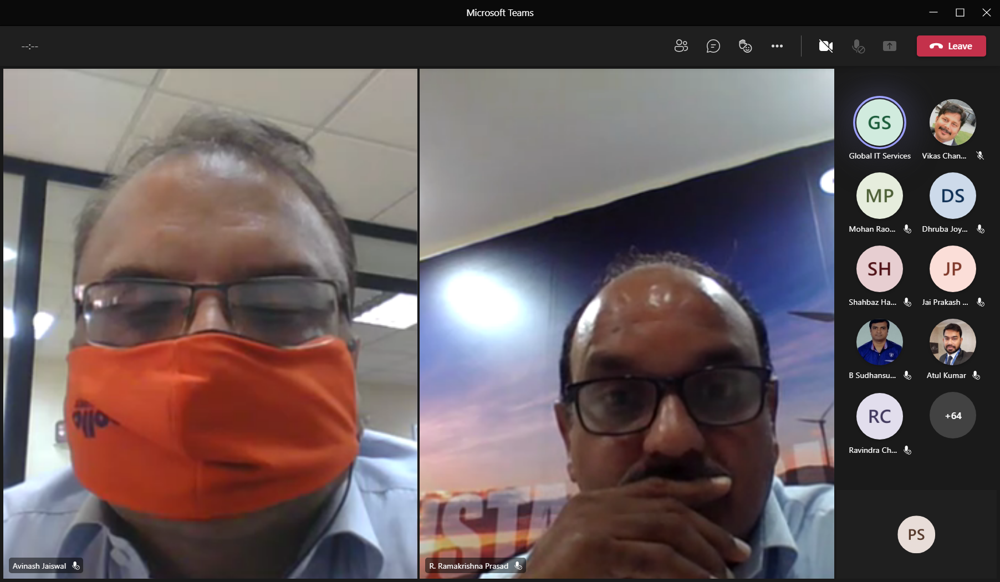 Microsoft Teams
--:--
Leave
GS
Global IT Services
Vikas Chan...
MP
Mohan Rao...
DS
Dhruba Joy...
SH
Shahbaz Ha...
JP
Jai Prakash ...
B Sudhansu...
Atul Kumar
RC
Ravindra Ch...
+64
PS
USTA
Avinash Jaiswal
R. Ramakrishna Prasad